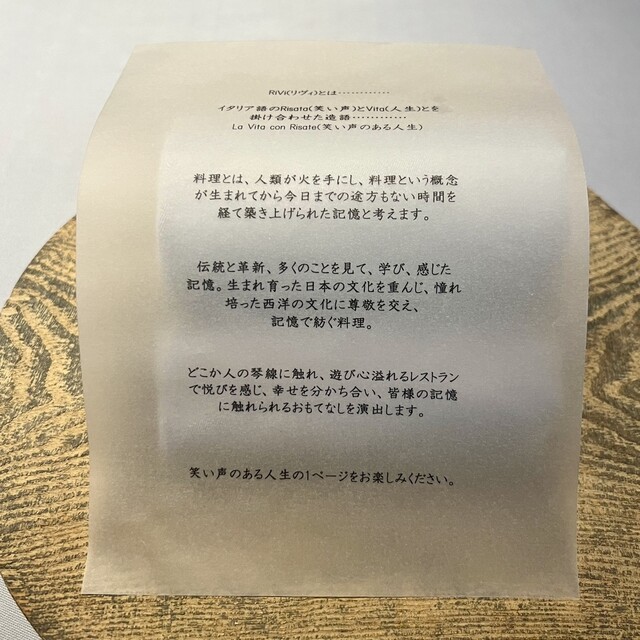 RiVi(リヴィ)とは…………
イタリア語のRisata(笑い声)とVita(人生)とを
掛け合わせた造語…………
La Vita con Risate(笑い声のある人生)
料理とは、人類が火を手にし、料理という概念
が生まれてから今日までの途方もない時間を
経て築き上げられた記憶と考えます。
伝統と革新、多くのことを見て、学び、感じた
記憶。生まれ育った日本の文化を重んじ、憧れ
培った西洋の文化に尊敬を交え、
記憶で紡ぐ料理。
どこか人の琴線に触れ、遊び心溢れるレストラン
で悦びを感じ、幸せを分かち合い、皆様の記憶
に触れられるおもてなしを演出します。
笑い声のある人生の1ページをお楽しみください。